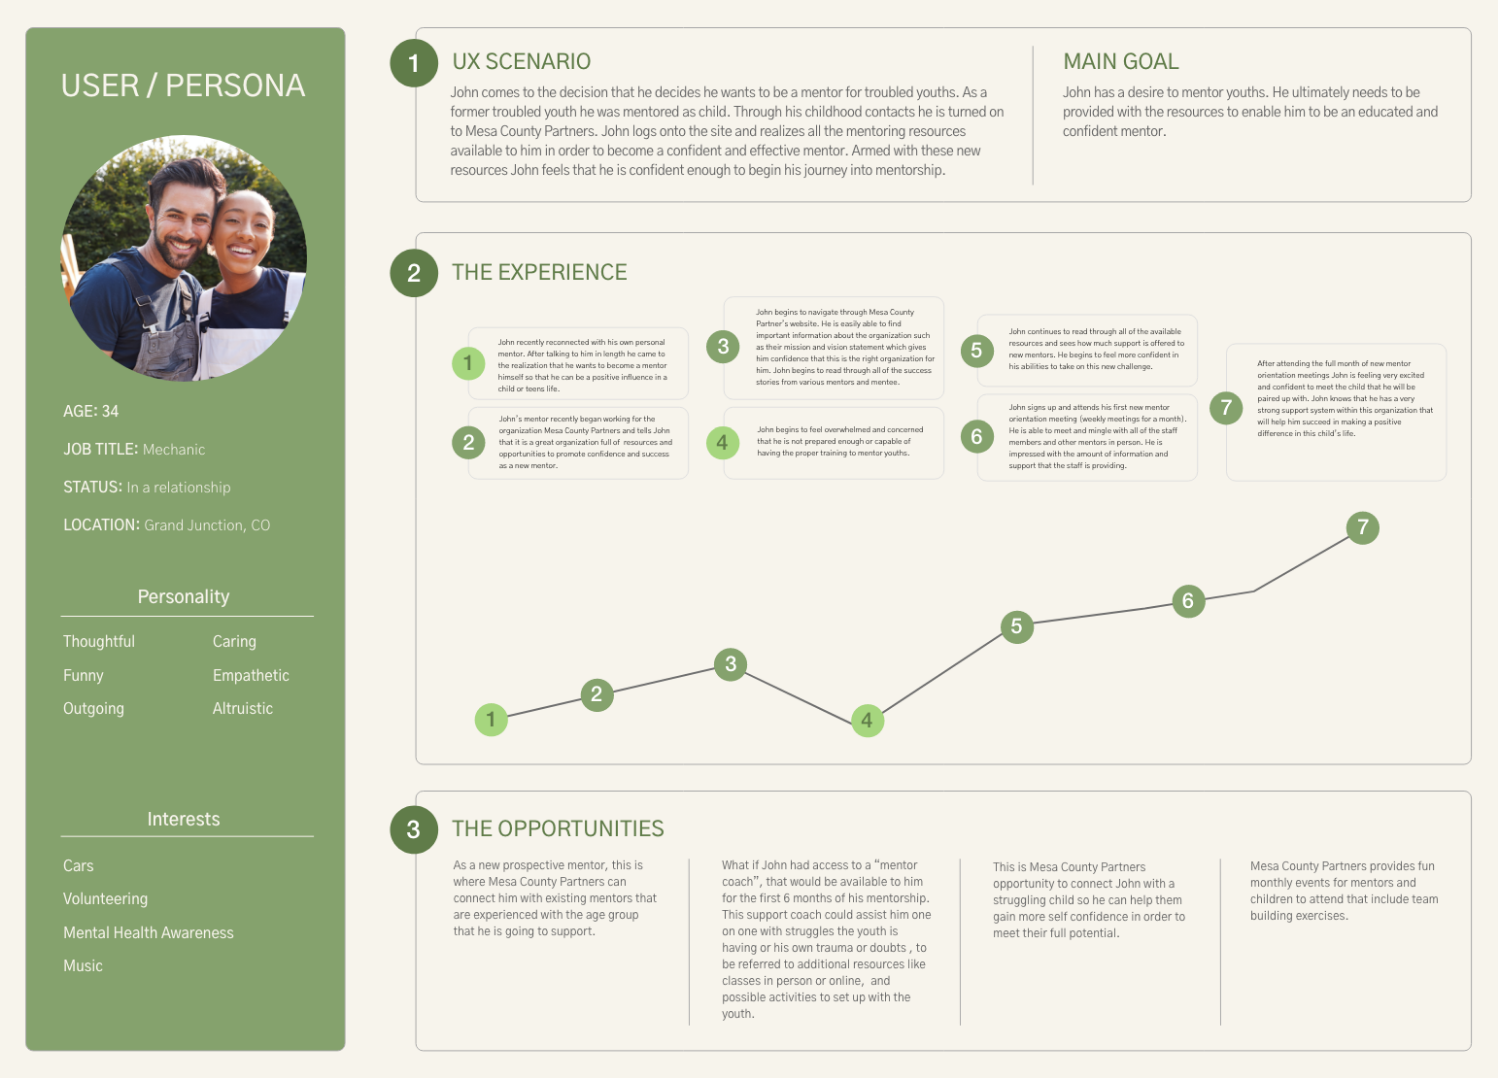 USER / PERSONA
AGE: 34
JOB TITLE: Mechanic
STATUS: In a relationship
LOCATION: Grand Junction, CO
Personality
Thoughtful
Caring
Funny
Empathetic
Outgoing
Altruistic
Interests
Cars
Volunteering
Mental Health Awareness
Music
1
UX SCENARIO
John comes to the decision that he decides he wants to be a mentor for troubled youths. As a
former troubled youth he was mentored as child. Through his childhood contacts he is turned on
to Mesa County Partners. John logs onto the site and realizes all the mentoring resources
available to him in order to become a confident and effective mentor. Armed with these new
resources John feels that he is confident enough to begin his journey into mentorship.
MAIN GOAL
John has a desire to mentor youths. He ultimately needs to be
provided with the resources to enable him to be an educated and
confident mentor.
2
THE EXPERIENCE
1
John recently reconnected with his own personal
mentor. After talking to him in length he came to
the realization that he wants to become a mentor
himself so that he can be a positive influence in a
child or teens life.
2
John's mentor recently began working for the
organization Mesa County Partners and tells John
that it is a great organization full of resources and
opportunities to promote confidence and success
as a new mentor.
3
John begins to navigate through Mesa County
Partner's website. He is easily able to find
important information about the organization such
as their mission and vision statement which gives
him confidence that this is the right organization for
him. John begins to read through all of the success
stories from various mentors and mentee.
4
John begins to feel overwhelmed and concerned
that he is not prepared enough or capable of
having the proper training to mentor youths.
5
John continues to read through all of the available
resources and sees how much support is offered to
new mentors. He begins to feel more confident in
his abilities to take on this new challenge.
6
John signs up and attends his first new mentor
orientation meeting (weekly meetings for a month).
He is able to meet and mingle with all of the staff
members and other mentors in person. He is
impressed with the amount of information and
support that the staff is providing.
7
After attending the full month of new mentor
orientation meetings John is feeling very excited
and confident to meet the child that he will be
paired up with. John knows that he has a very
strong support system within this organization that
will help him succeed in making a positive
difference in this child's life.
1
2
3
4
5
6
7
3
THE OPPORTUNITIES
As a new prospective mentor, this is
where Mesa County Partners can
connect him with existing mentors that
are experienced with the age group
that he is going to support.
What if John had access to a “mentor
coach”, that would be available to him
for the first 6 months of his mentorship.
This support coach could assist him one
on one with struggles the youth is
having or his own trauma or doubts , to
be referred to additional resources like
classes in person or online, and
possible activities to set up with the
youth.
This is Mesa County Partners
opportunity to connect John with a
struggling child so he can help them
gain more self confidence in order to
meet their full potential.
Mesa County Partners provides fun
monthly events for mentors and
children to attend that include team
building exercises.